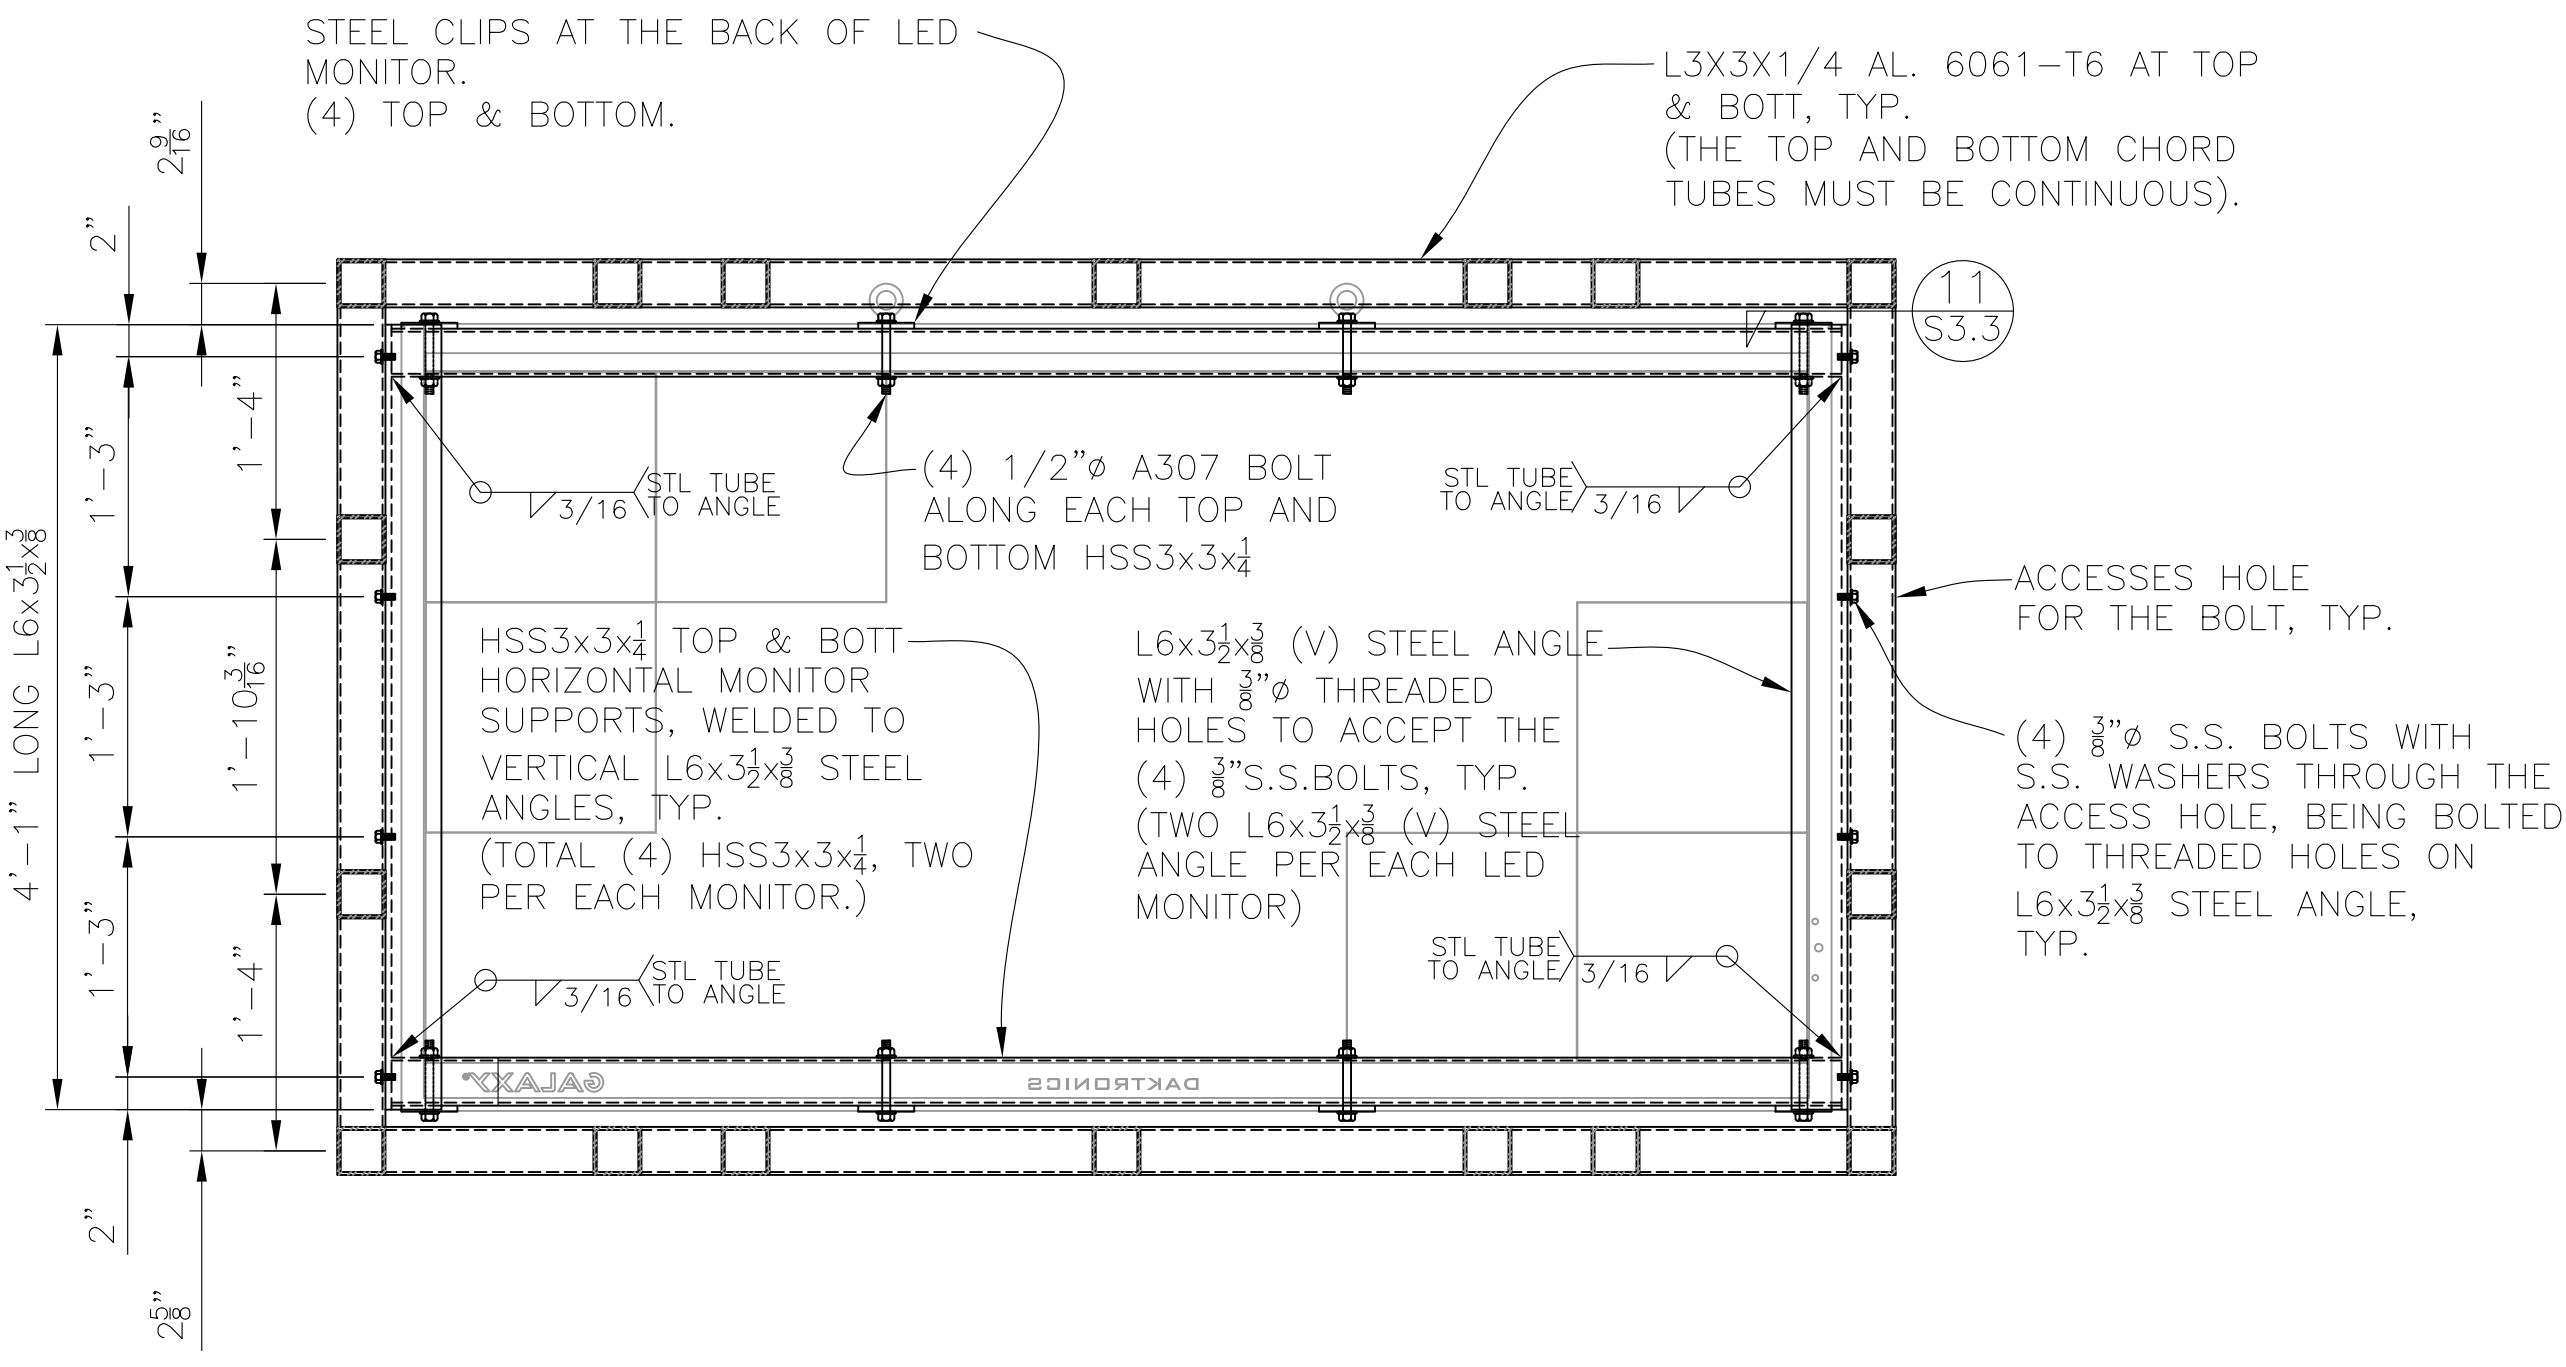 STEEL CLIPS AT THE BACK OF LED
MONITOR.
(4) TOP & BOTTOM.
L3X3X1/4 AL. 6061-T6 AT TOP
& BOTT, TYP.
(THE TOP AND BOTTOM CHORD
TUBES MUST BE CONTINUOUS).
11
S3.3
2 9/16"
2"
1'-4"
1'-3"
4'-1" LONG L6x3 1/2x3/8
1'-3"
1'-10 3/16"
1'-3"
1'-4"
2"
2 5/8"
STL TUBE
TO ANGLE
3/16
(4) 1/2"ø A307 BOLT
ALONG EACH TOP AND
BOTTOM HSS3x3x1/4
STL TUBE
TO ANGLE
3/16
ACCESSES HOLE
FOR THE BOLT, TYP.
HSS3x3x1/4 TOP & BOTT
HORIZONTAL MONITOR
SUPPORTS, WELDED TO
VERTICAL L6x3 1/2x3/8 STEEL
ANGLES, TYP.
(TOTAL (4) HSS3x3x1/4, TWO
PER EACH MONITOR.)
L6x3 1/2x3/8 (V) STEEL ANGLE
WITH 3/8"ø THREADED
HOLES TO ACCEPT THE
(4) 3/8"S.S.BOLTS, TYP.
(TWO L6x3 1/2x3/8 (V) STEEL
ANGLE PER EACH LED
MONITOR)
(4) 3/8"ø S.S. BOLTS WITH
S.S. WASHERS THROUGH THE
ACCESS HOLE, BEING BOLTED
TO THREADED HOLES ON
L6x3 1/2x3/8 STEEL ANGLE,
TYP.
STL TUBE
TO ANGLE
3/16
STL TUBE
TO ANGLE
3/16
GALAXY®
DAKTRONICS